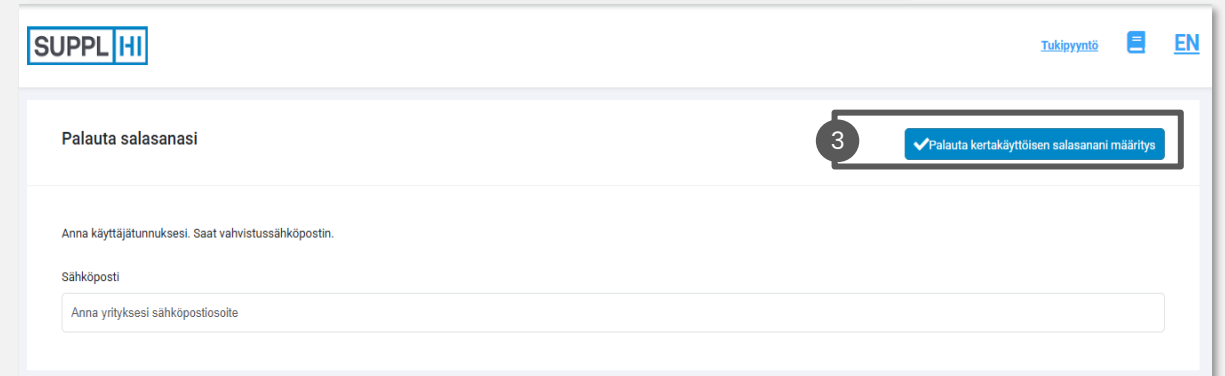 SUPPLHI
Tukipyyntö
EN
Palauta salasanasi
3
Palauta kertakäyttöisen salasanani määritys
Anna käyttäjätunnuksesi. Saat vahvistussähköpostin.
Sähköposti
Anna yrityksesi sähköpostiosoite